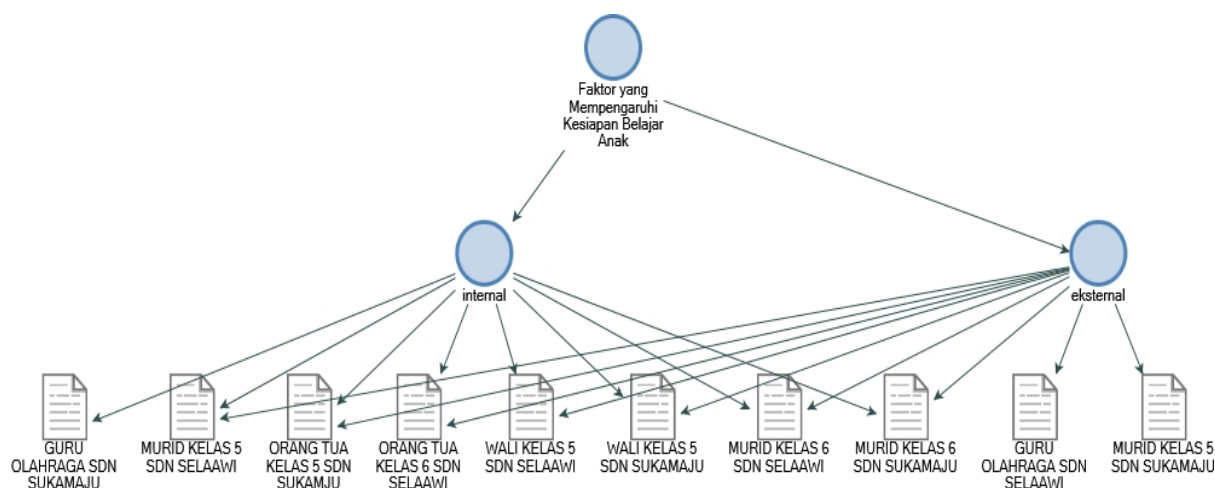 Faktor yang
Mempengaruhi
Kesiapan Belajar
Anak
internal
eksternal
GURU
OLAHRAGA SDN
SUKAMAJU
MURID KELAS 5
SDN SELAAWI
ORANG TUA
KELAS 5 SDN
SUKAMJU
ORANG TUA
KELAS 6 SDN
SELAAWI
WALI KELAS 5
SDN SELAAWI
WALI KELAS 5
SDN SUKAMAJU
MURID KELAS 6
SDN SELAAWI
MURID KELAS 6
SDN SUKAMAJU
GURU
OLAHRAGA SDN
SELAAWI
MURID KELAS 5
SDN SUKAMAJU